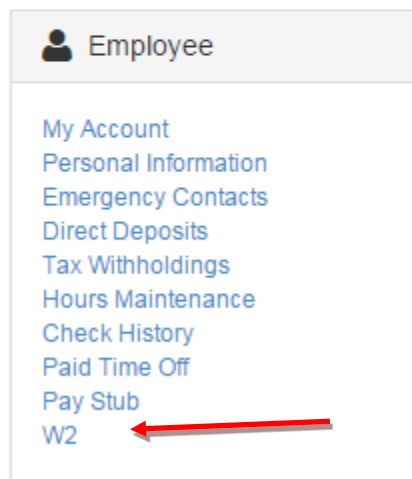 Employee
My Account
Personal Information
Emergency Contacts
Direct Deposits
Tax Withholdings
Hours Maintenance
Check History
Paid Time Off
Pay Stub
W2